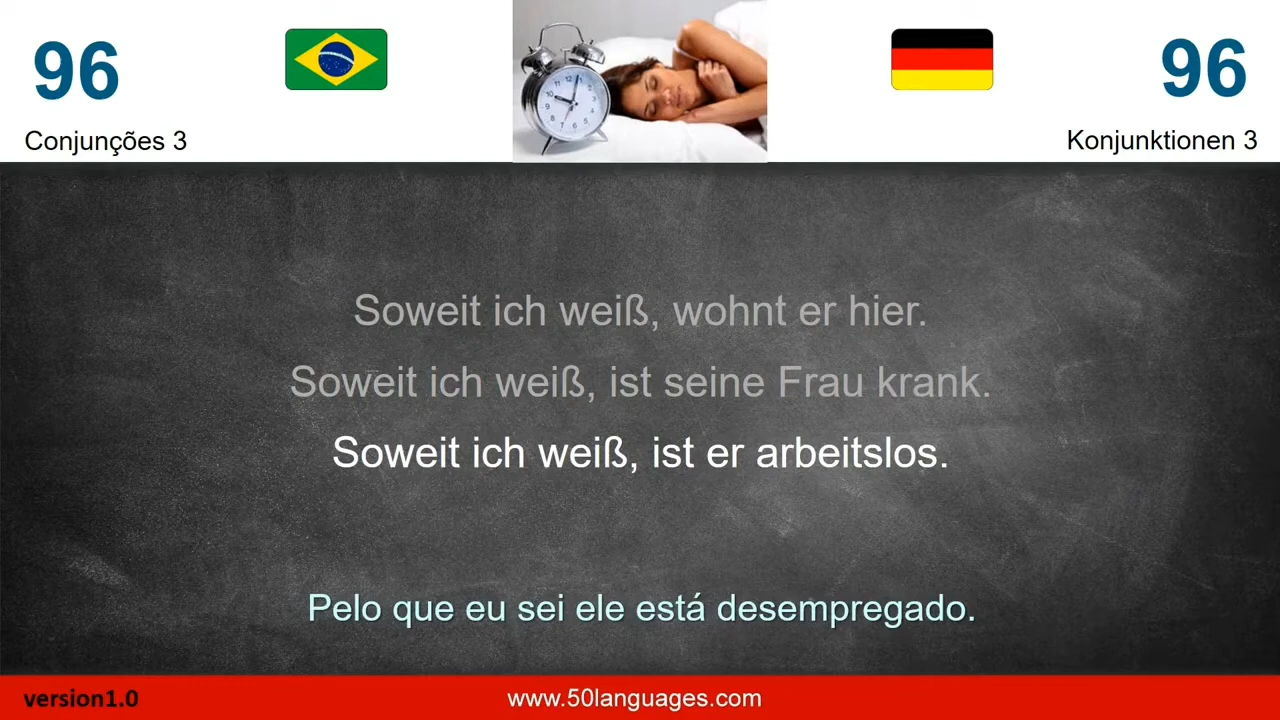 96
96
Conjunções 3
Konjunktionen 3
Soweit ich weiß, wohnt er hier.
Soweit ich weiß, ist seine Frau krank.
Soweit ich weiß, ist er arbeitslos.
Pelo que eu sei ele está desempregado.
version1.0
www.50languages.com